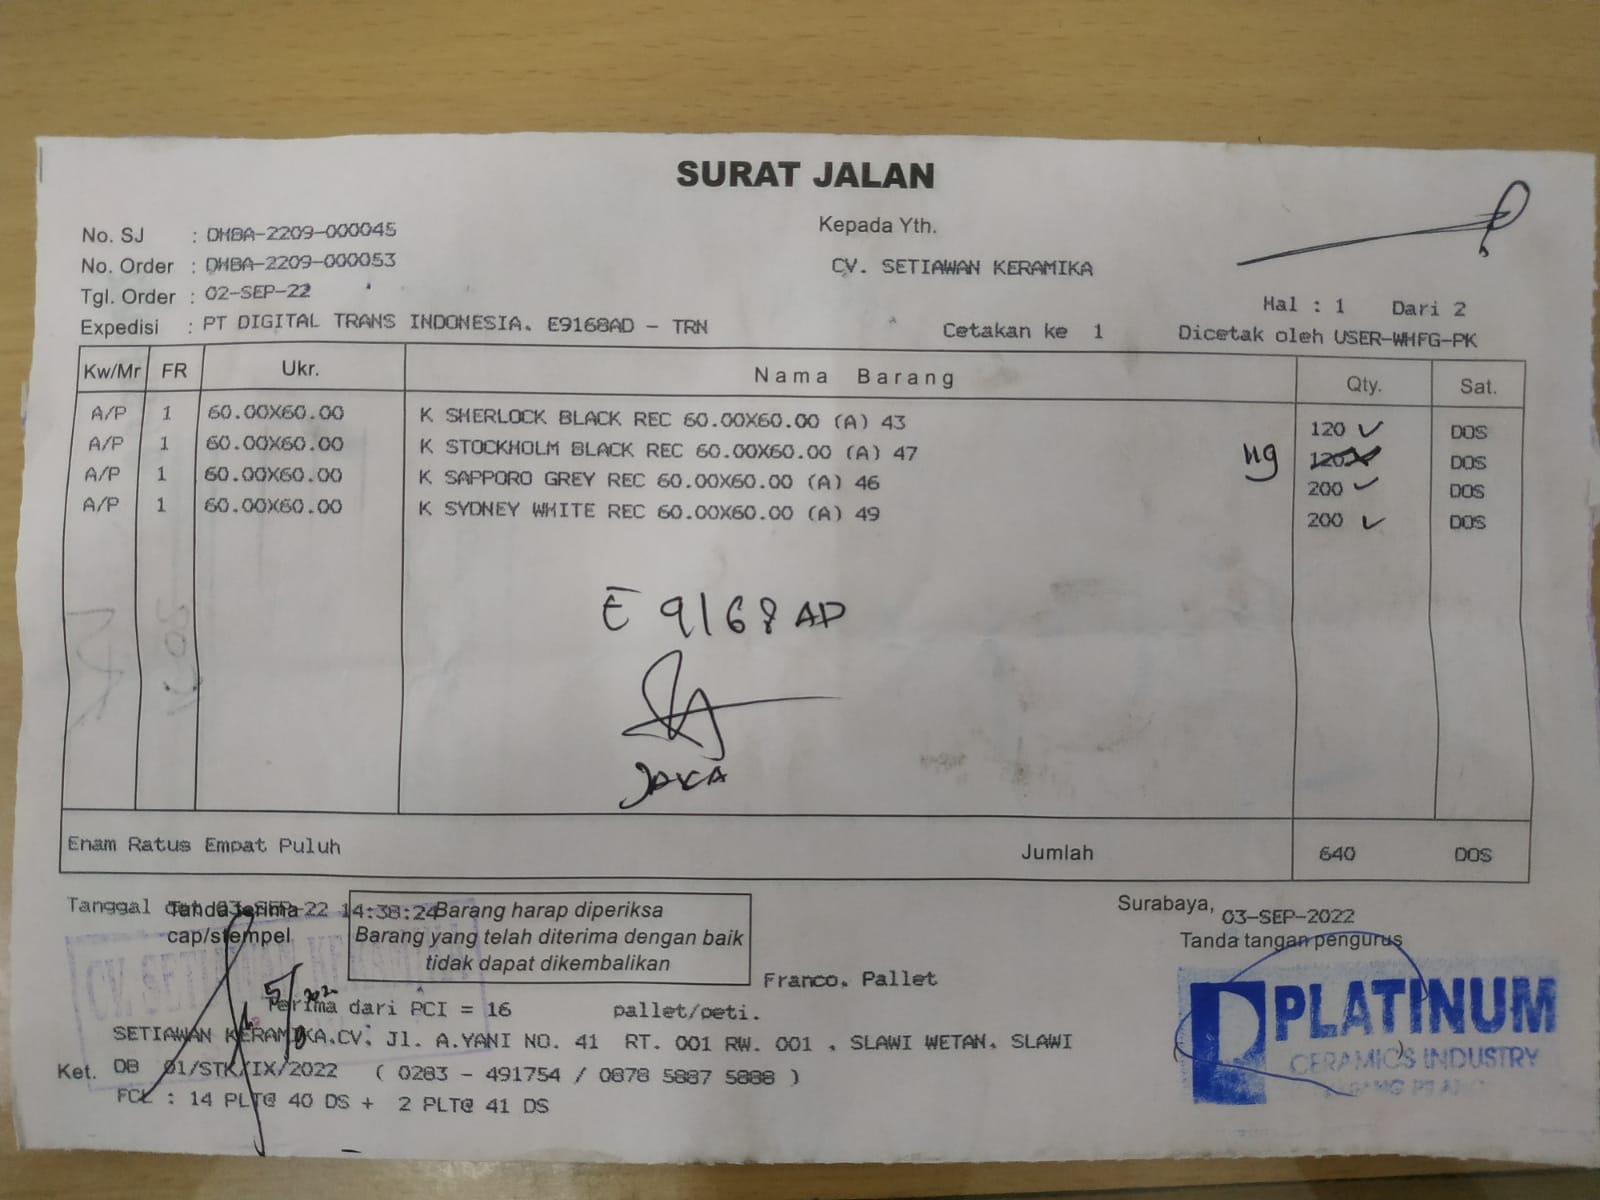 SURAT JALAN
No. SJ : DHBA-2209-000045
No. Order : DHBA-2209-000053
Tgl. Order : 02-SEP-22
Expedisi : PT DIGITAL TRANS INDONESIA. E9168AD - TRN
Kepada Yth.
CV. SETIAWAN KERAMIKA
Hal : 1 Dari 2
Cetakan ke 1 Dicetak oleh USER-WHFG-PK
Kw/Mr FR Ukr. Nama Barang Qty. Sat.
A/P 1 60.00X60.00 K SHERLOCK BLACK REC 60.00X60.00 (A) 43 120 DOS
A/P 1 60.00X60.00 K STOCKHOLM BLACK REC 60.00X60.00 (A) 47 119 120 DOS
A/P 1 60.00X60.00 K SAPPORO GREY REC 60.00X60.00 (A) 46 200 DOS
A/P 1 60.00X60.00 K SYDNEY WHITE REC 60.00X60.00 (A) 49 200 DOS
E 9168 AD
JAKA
Enam Ratus Empat Puluh Jumlah 640 DOS
Tanggal 03-SEP-22 14:38:24
Tanda terima
cap/stempel
Barang harap diperiksa
Barang yang telah diterima dengan baik
tidak dapat dikembalikan
Surabaya, 03-SEP-2022
Tanda tangan pengurus
Franco. Pallet
Terima dari PCI = 16 pallet/peti.
SETIAWAN KERAMIKA.CV. Jl. A.YANI NO. 41 RT. 001 RW. 001 . SLAWI WETAN. SLAWI
Ket. OB 01/STK/IX/2022 ( 0283 - 491754 / 0878 5887 5888 )
FCL : 14 PLT@ 40 DS + 2 PLT@ 41 DS
PLATINUM
CERAMICS INDUSTRY